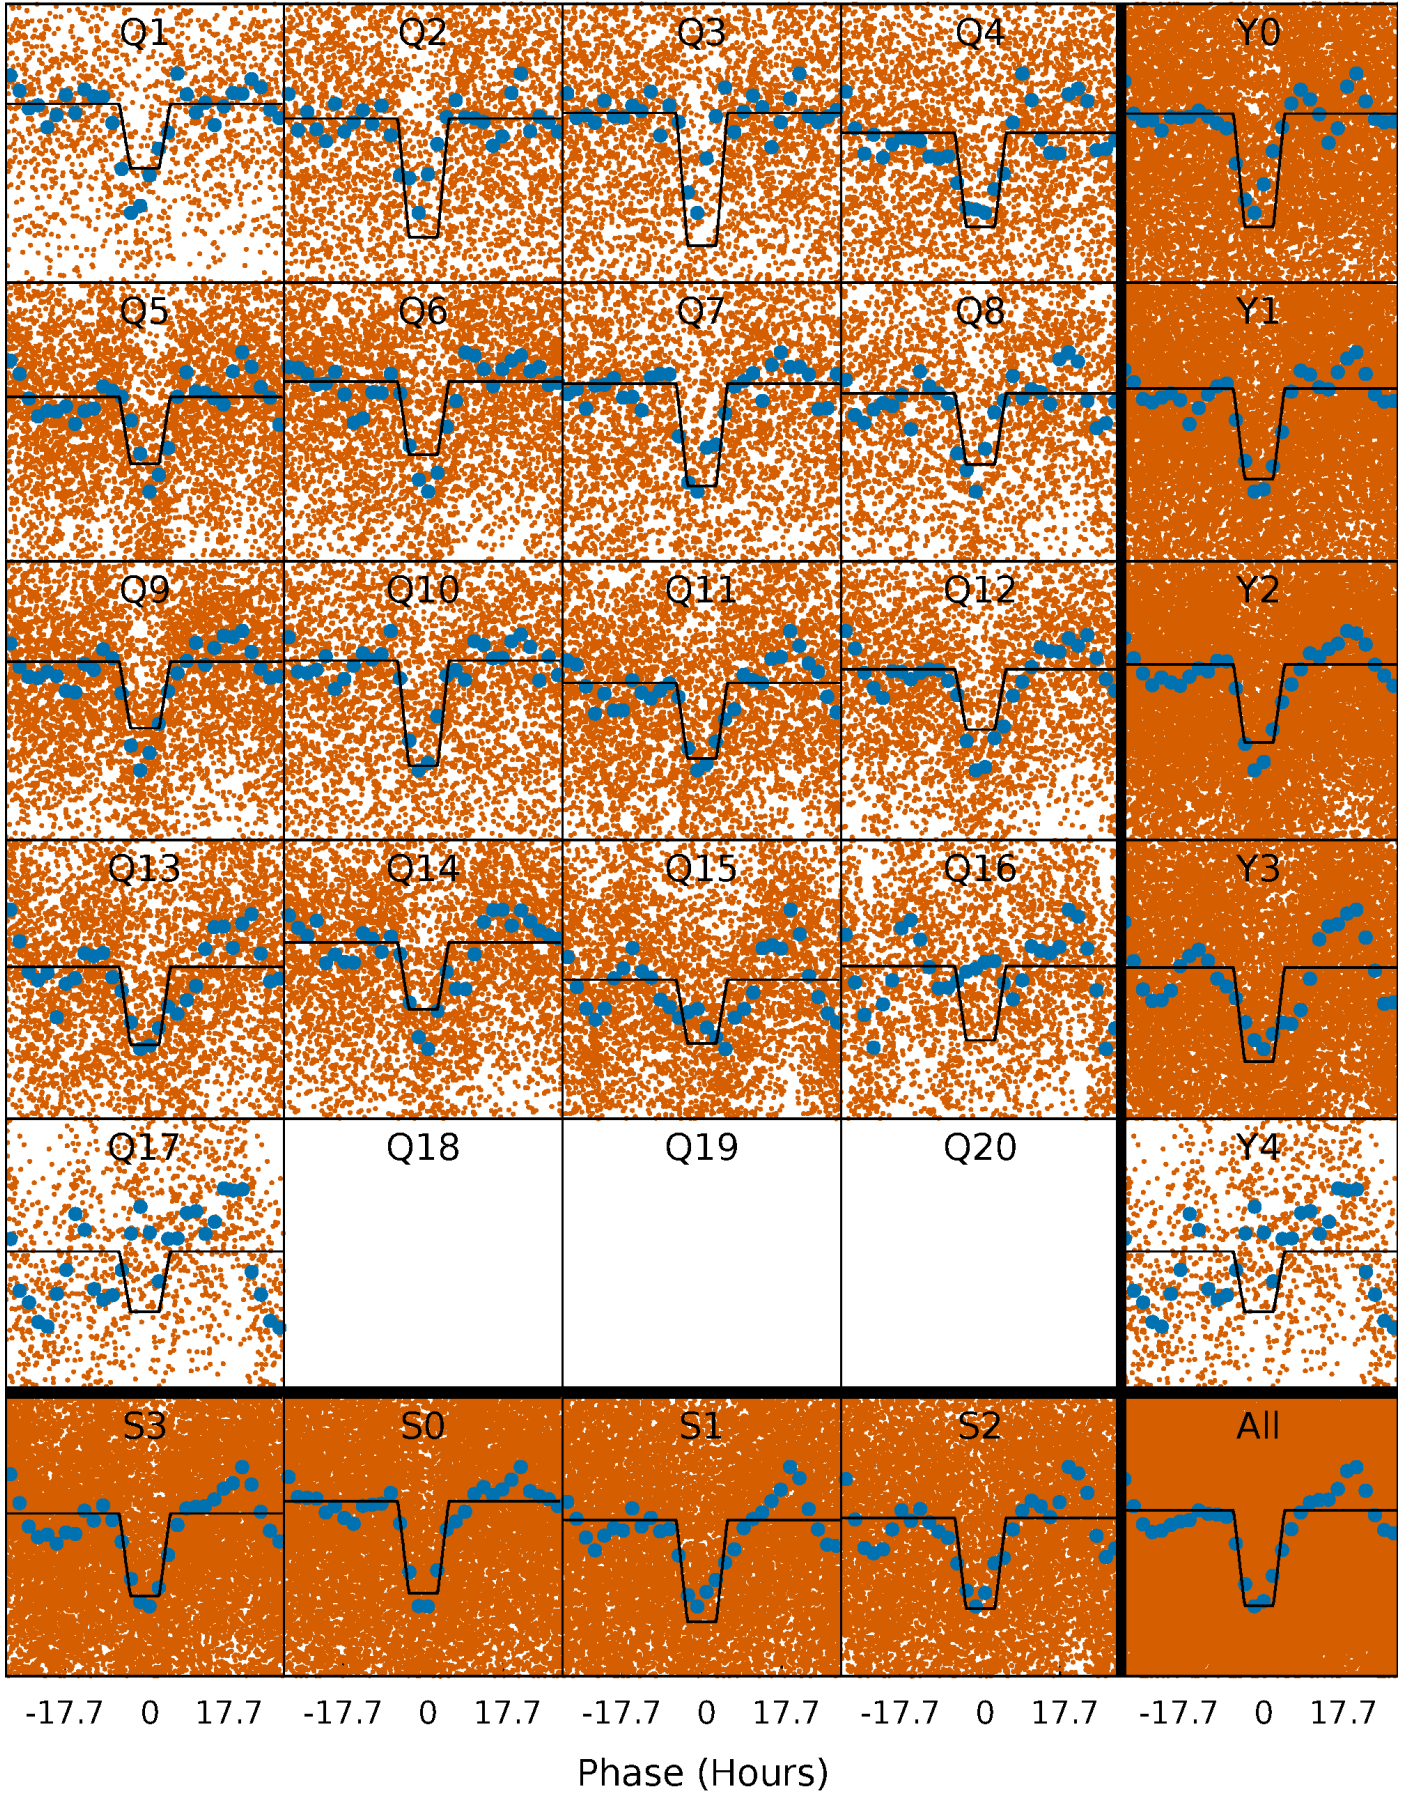 Q1 Q2 Q3 Q4 Y0
Q5 Q6 Q7 Q8 Y1
Q9 Q10 Q11 Q12 Y2
Q13 Q14 Q15 Q16 Y3
Q17 Q18 Q19 Q20 Y4
S3 S0 S1 S2 All
-17.7 0 17.7 -17.7 0 17.7 -17.7 0 17.7 -17.7 0 17.7 -17.7 0 17.7
Phase (Hours)